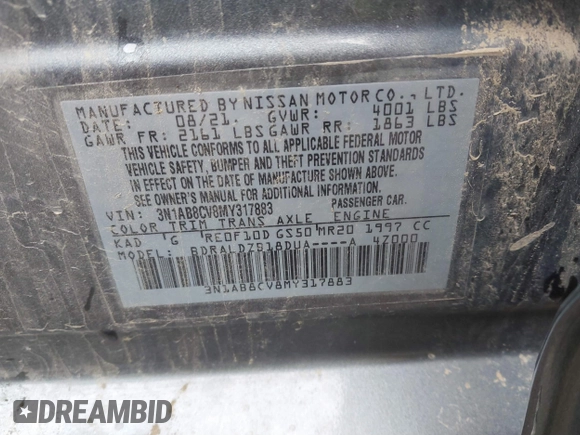 MANUFACTURED BY NISSAN MOTOR CO., LTD.
DATE: 08/21. GVWR: 4001 LBS
GAWR FR: 2161 LBS GAWR RR: 1863 LBS
THIS VEHICLE CONFORMS TO ALL APPLICABLE FEDERAL MOTOR
VEHICLE SAFETY, BUMPER AND THEFT PREVENTION STANDARDS
IN EFFECT ON THE DATE OF MANUFACTURE SHOWN ABOVE.
SEE OWNER'S MANUAL FOR ADDITIONAL INFORMATION.
VIN: 3N1AB8CV8MY317883 PASSENGER CAR.
COLOR TRIM TRANS AXLE ENGINE
KAD G RE0F10D GS50 MR20 1997 CC
MODEL: BDRALDZS18DUA----A 4Z000
3N1AB8CV8MY317883
DREAMBID